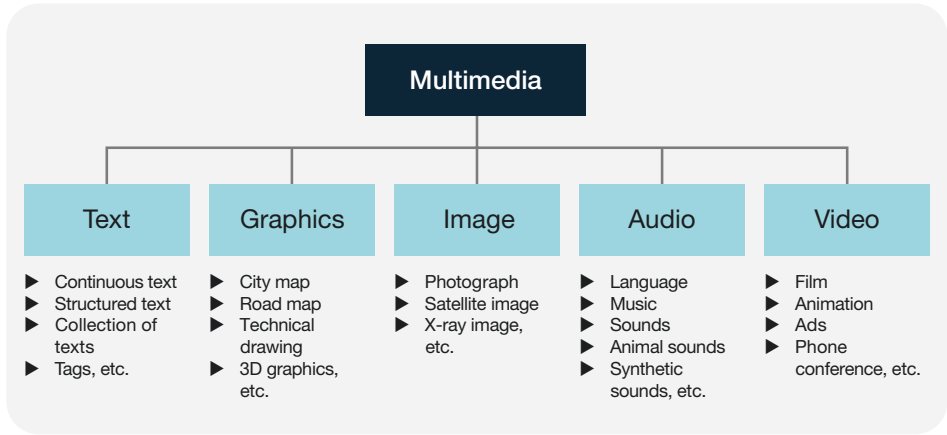 Multimedia
Text
Continuous text
Structured text
Collection of
texts
Tags, etc.
Graphics
City map
Road map
Technical
drawing
3D graphics,
etc.
Image
Photograph
Satellite image
X-ray image,
etc.
Audio
Language
Music
Sounds
Animal sounds
Synthetic
sounds, etc.
Video
Film
Animation
Ads
Phone
conference, etc.